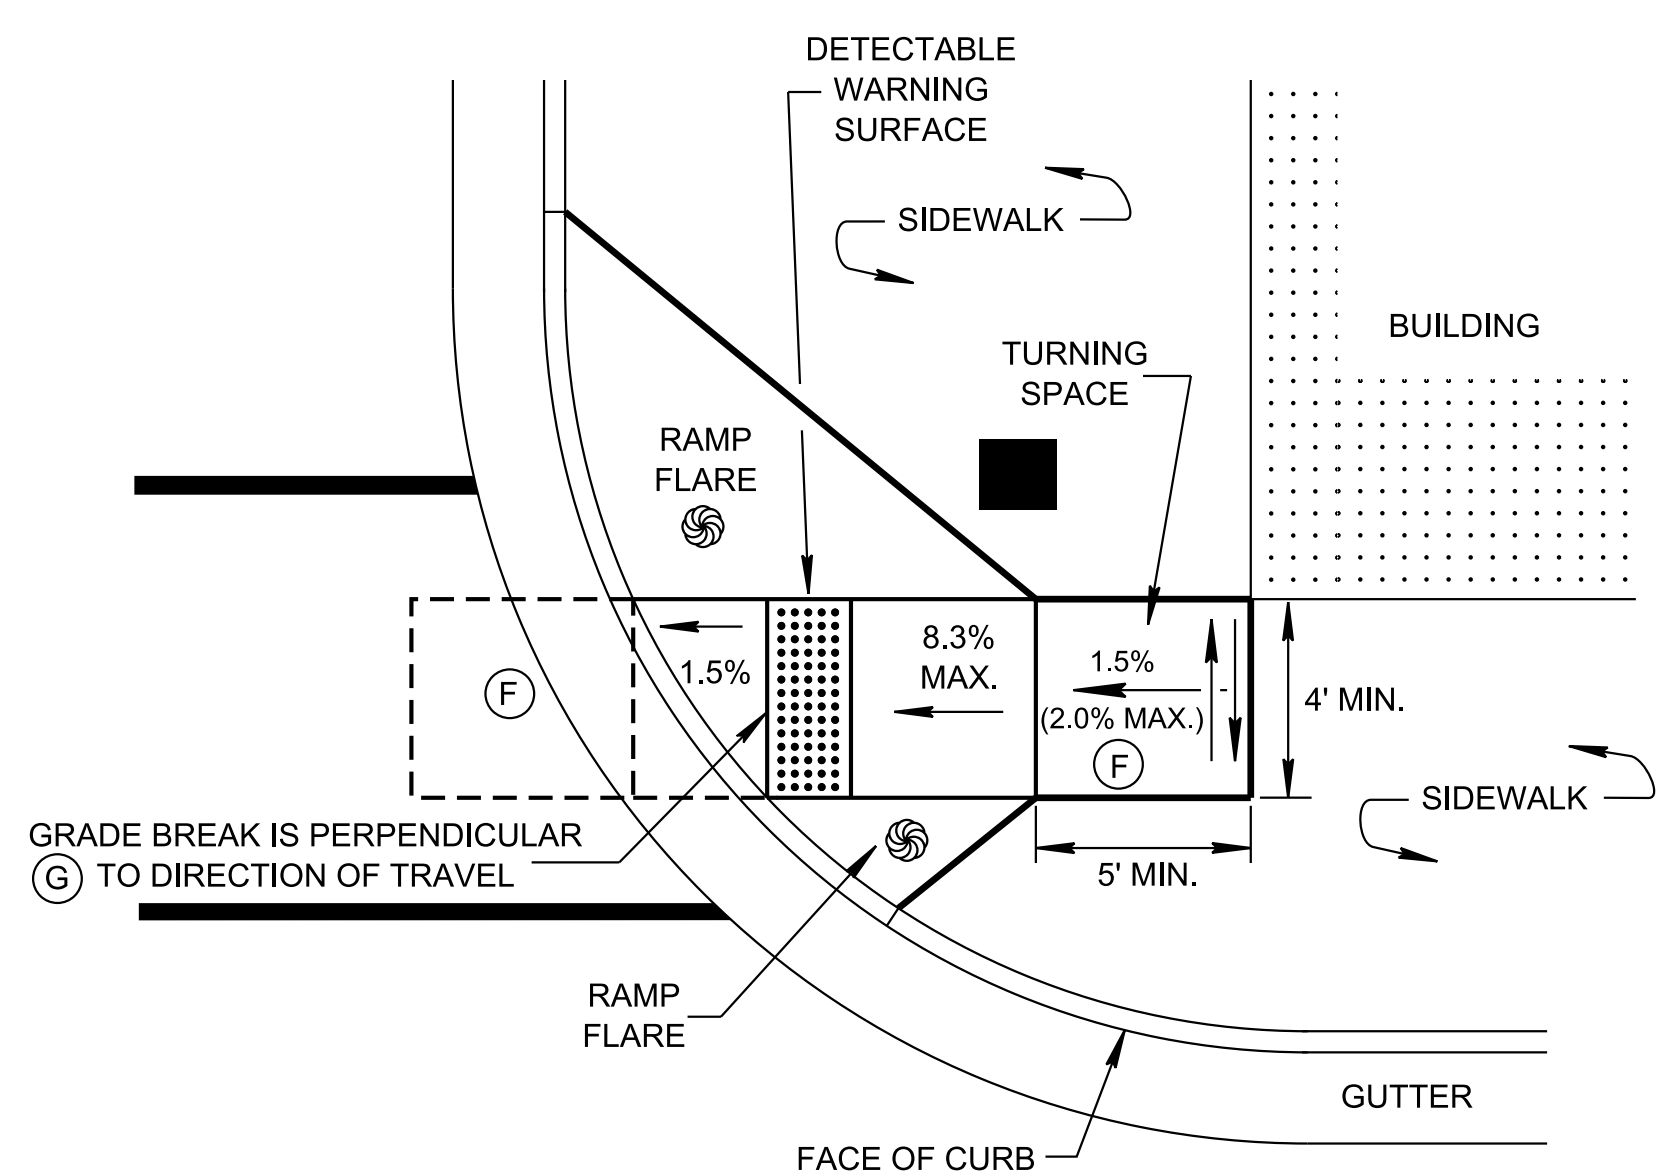 DETECTABLE
WARNING
SURFACE
SIDEWALK
BUILDING
TURNING
SPACE
RAMP
FLARE
8.3%
MAX.
1.5%
1.5%
(2.0% MAX.)
F
F
4' MIN.
SIDEWALK
GRADE BREAK IS PERPENDICULAR
G TO DIRECTION OF TRAVEL
5' MIN.
RAMP
FLARE
GUTTER
FACE OF CURB